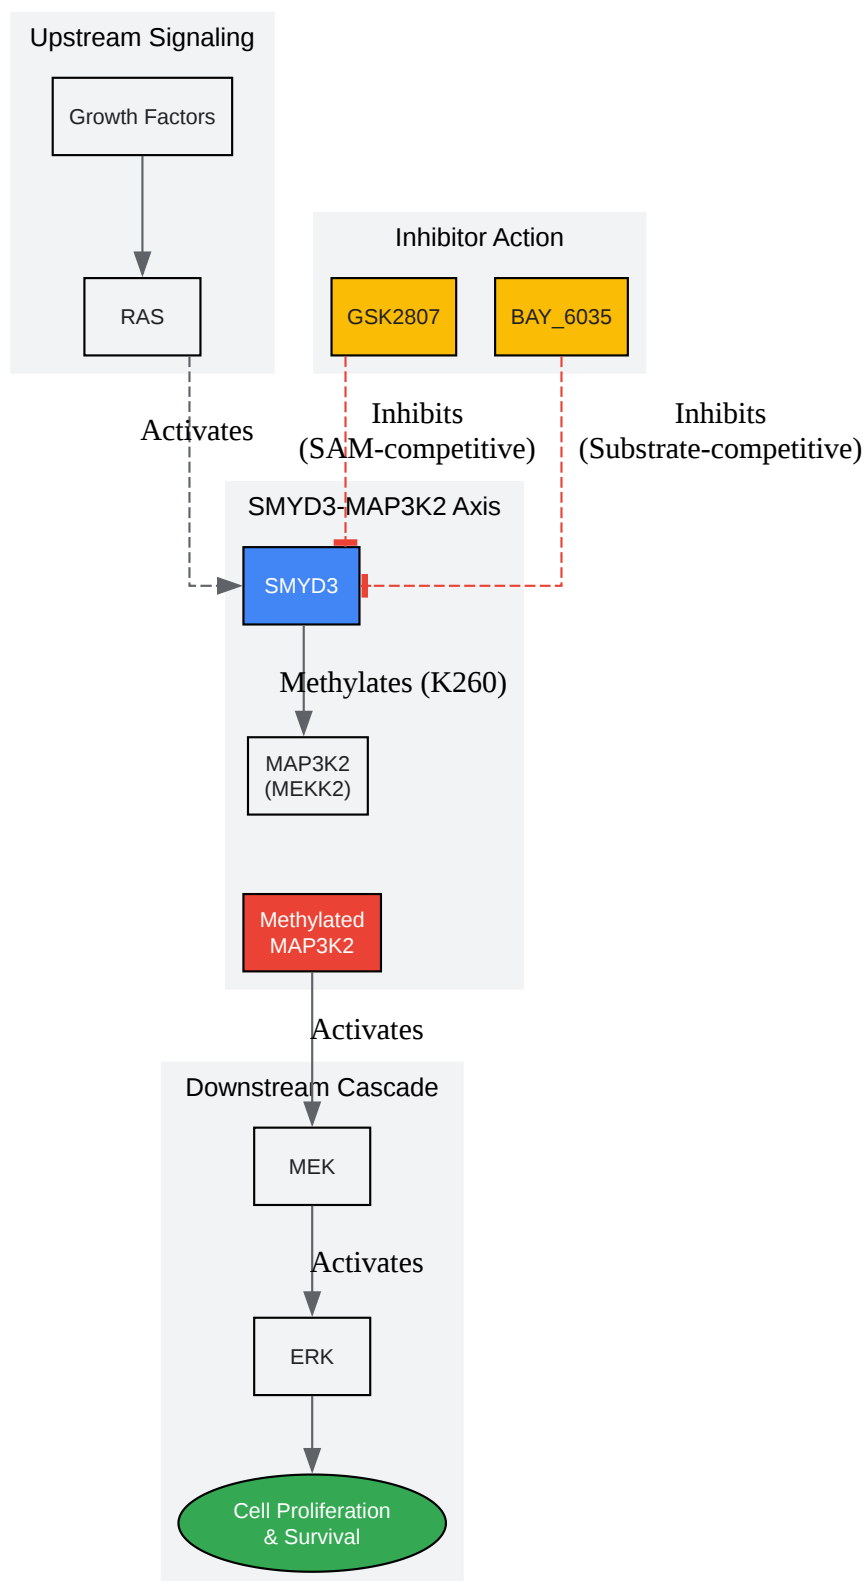 Upstream Signaling
Growth Factors
RAS
Inhibitor Action
GSK2807
BAY_6035
Activates
Inhibits
(SAM-competitive)
Inhibits
(Substrate-competitive)
SMYD3-MAP3K2 Axis
SMYD3
Methylates (K260)
MAP3K2
(MEKK2)
Methylated
MAP3K2
Activates
Downstream Cascade
MEK
Activates
ERK
Cell Proliferation
& Survival